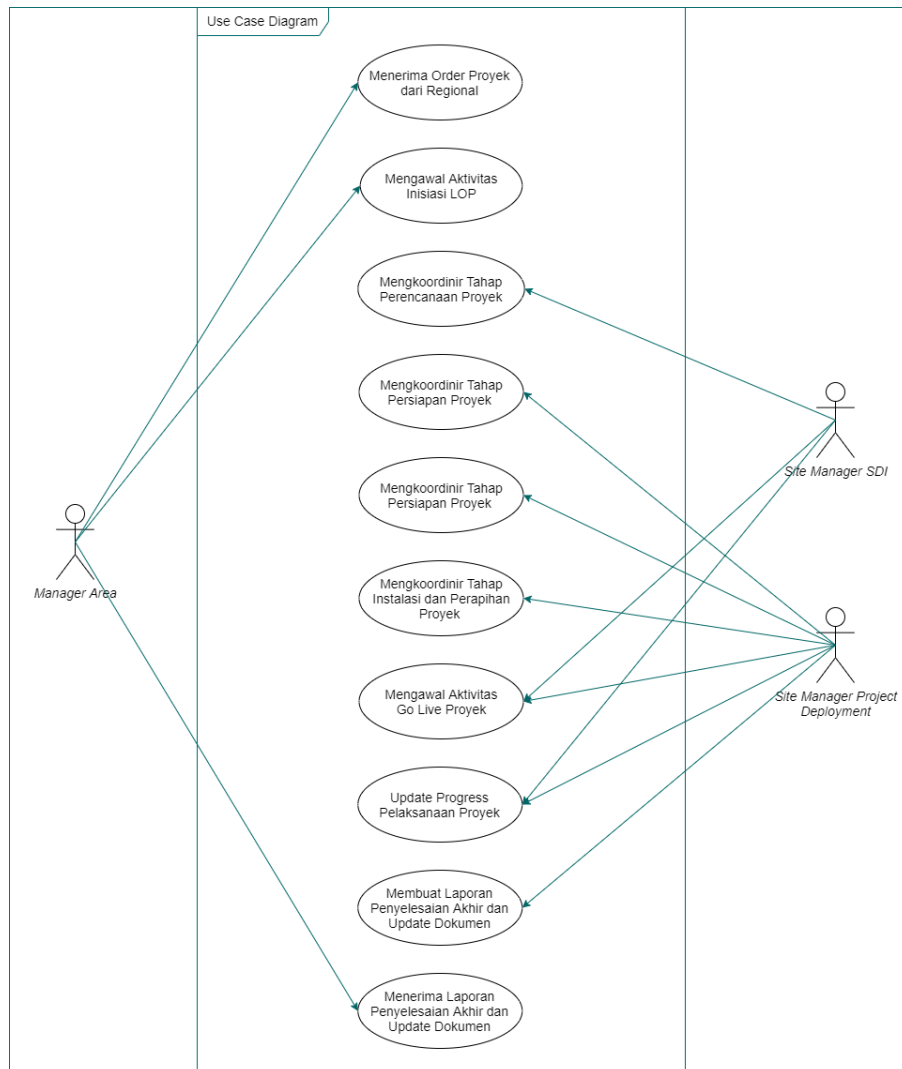 Use Case Diagram
Menerima Order Proyek
dari Regional
Mengawal Aktivitas
Inisiasi LOP
Mengkoordinir Tahap
Perencanaan Proyek
Mengkoordinir Tahap
Persiapan Proyek
Site Manager SDI
Mengkoordinir Tahap
Persiapan Proyek
Manager Area
Mengkoordinir Tahap
Instalasi dan Perapihan
Proyek
Mengawal Aktivitas
Go Live Proyek
Site Manager Project
Deployment
Update Progress
Pelaksanaan Proyek
Membuat Laporan
Penyelesaian Akhir dan
Update Dokumen
Menerima Laporan
Penyelesaian Akhir dan
Update Dokumen